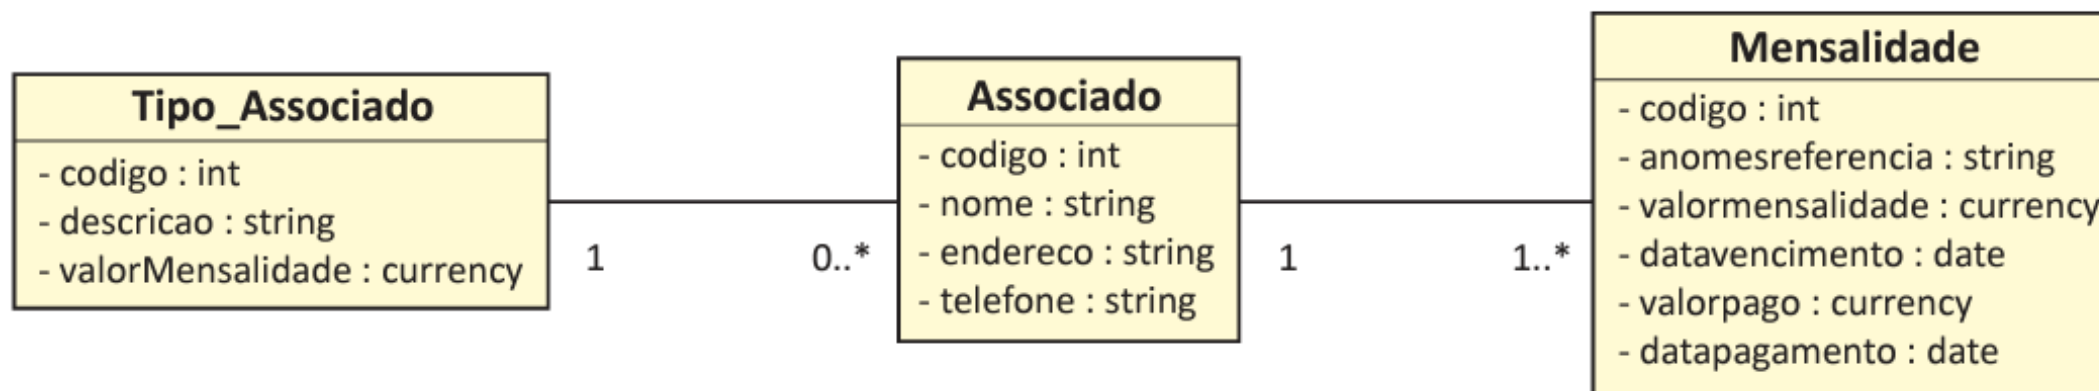 Tipo_Associado
- codigo : int
- descricao : string
- valorMensalidade : currency
1
0..*
Associado
- codigo : int
- nome : string
- endereco : string
- telefone : string
1
1..*
Mensalidade
- codigo : int
- anomesreferencia : string
- valormensalidade : currency
- datavencimento : date
- valorpago : currency
- datapagamento : date